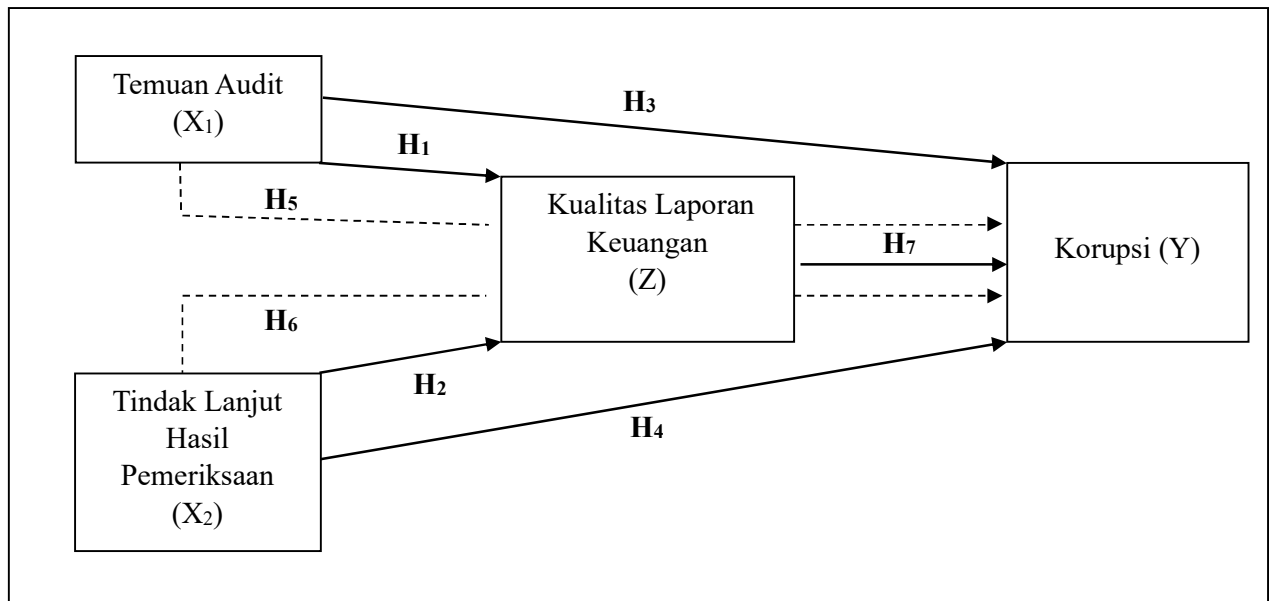 Temuan Audit
(X₁)
H₃
H₁
H₅
Kualitas Laporan
Keuangan
(Z)
H₇
Korupsi (Y)
H₆
H₂
Tindak Lanjut
Hasil
Pemeriksaan
(X₂)
H₄